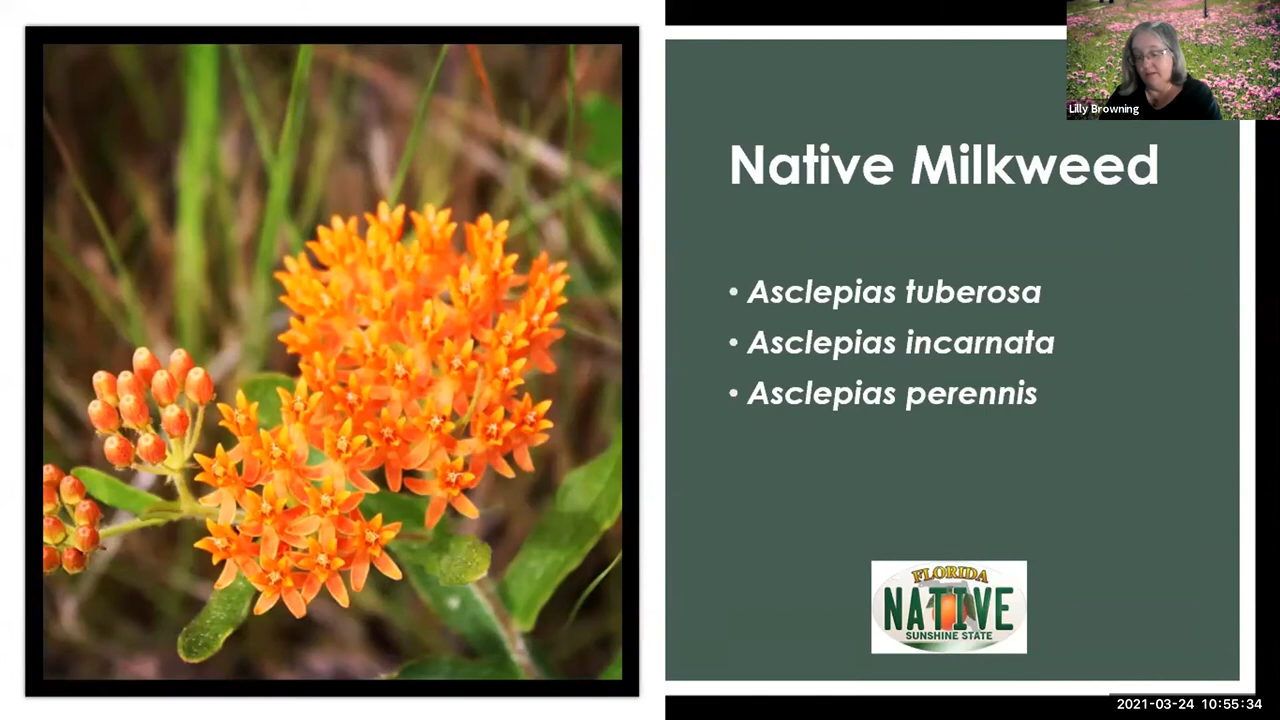 Lilly Browning
Native Milkweed
• Asclepias tuberosa
• Asclepias incarnata
• Asclepias perennis
FLORIDA
NATIVE
SUNSHINE STATE
2021-03-24 10:55:34